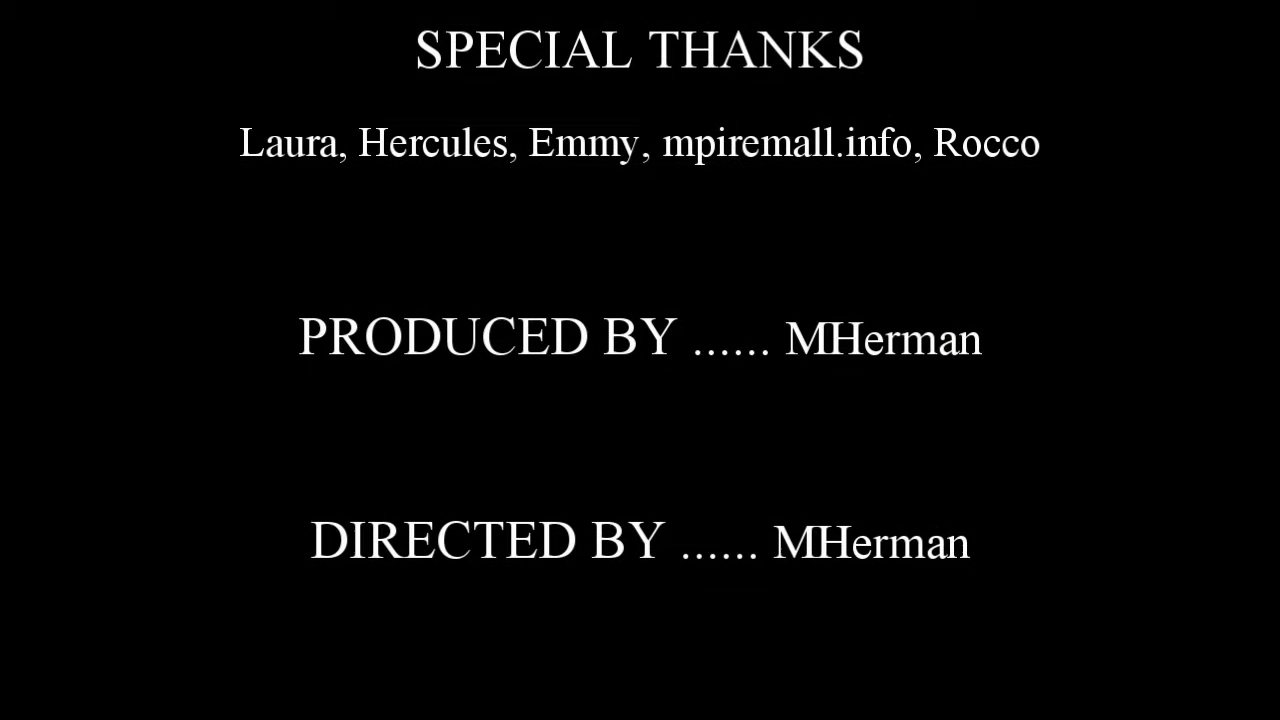 SPECIAL THANKS
Laura, Hercules, Emmy, mpiremall.info, Rocco
PRODUCED BY ...... MHerman
DIRECTED BY ...... MHerman